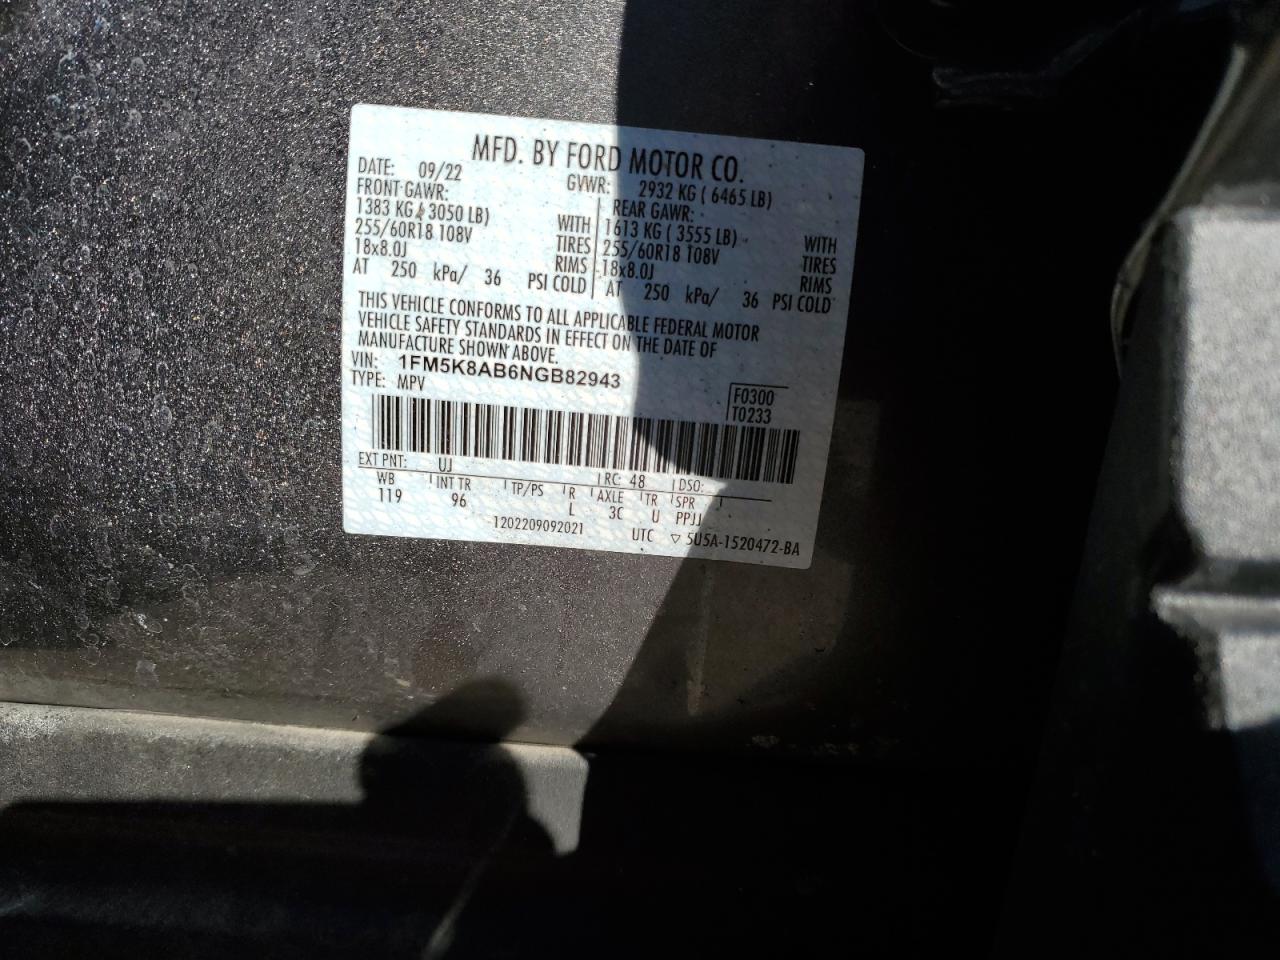 MFD. BY FORD MOTOR CO.
DATE: 09/22 GVWR: 2932 KG ( 6465 LB)
FRONT GAWR: REAR GAWR:
1383 KG ( 3050 LB) WITH 1613 KG ( 3555 LB) WITH
255/60R18 108V TIRES 255/60R18 108V TIRES
18x8.0J RIMS 18x8.0J RIMS
AT 250 kPa/ 36 PSI COLD AT 250 kPa/ 36 PSI COLD
THIS VEHICLE CONFORMS TO ALL APPLICABLE FEDERAL MOTOR
VEHICLE SAFETY STANDARDS IN EFFECT ON THE DATE OF
MANUFACTURE SHOWN ABOVE.
VIN: 1FM5K8AB6NGB82943
TYPE: MPV
F0300
T0233
EXT PNT: UJ RC: 48 DSO:
WB INT TR TP/PS R AXLE TR SPR
119 96 L 3C U PPJJ
1202209092021 UTC ▽ 5U5A-1520472-BA